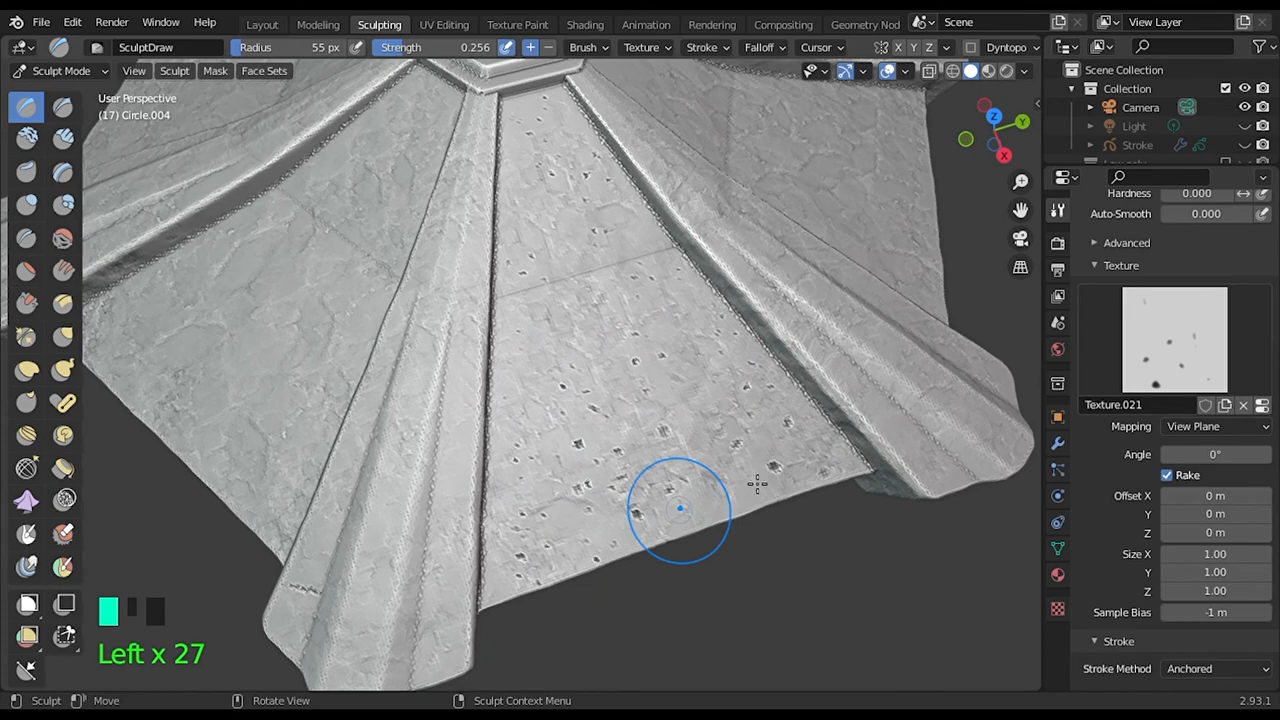 File Edit Render Window Help Layout Modeling Sculpting UV Editing Texture Paint Shading Animation Rendering Compositing Geometry Nod Scene View Layer
SculptDraw Radius 55 px Strength 0.256 Brush Texture Stroke Falloff Cursor X Y Z Dyntopo
Sculpt Mode View Sculpt Mask Face Sets
Scene Collection
Collection
Camera
Light
Stroke
User Perspective
(17) Circle.004
Z
Y
X
Hardness 0.000
Auto-Smooth 0.000
Advanced
Texture
Texture.021
Mapping View Plane
Angle 0°
Rake
Offset X 0 m
Y 0 m
Z 0 m
Size X 1.00
Y 1.00
Z 1.00
Sample Bias -1 m
Stroke
Stroke Method Anchored
Left x 27
Sculpt Move Rotate View Sculpt Context Menu 2.93.1